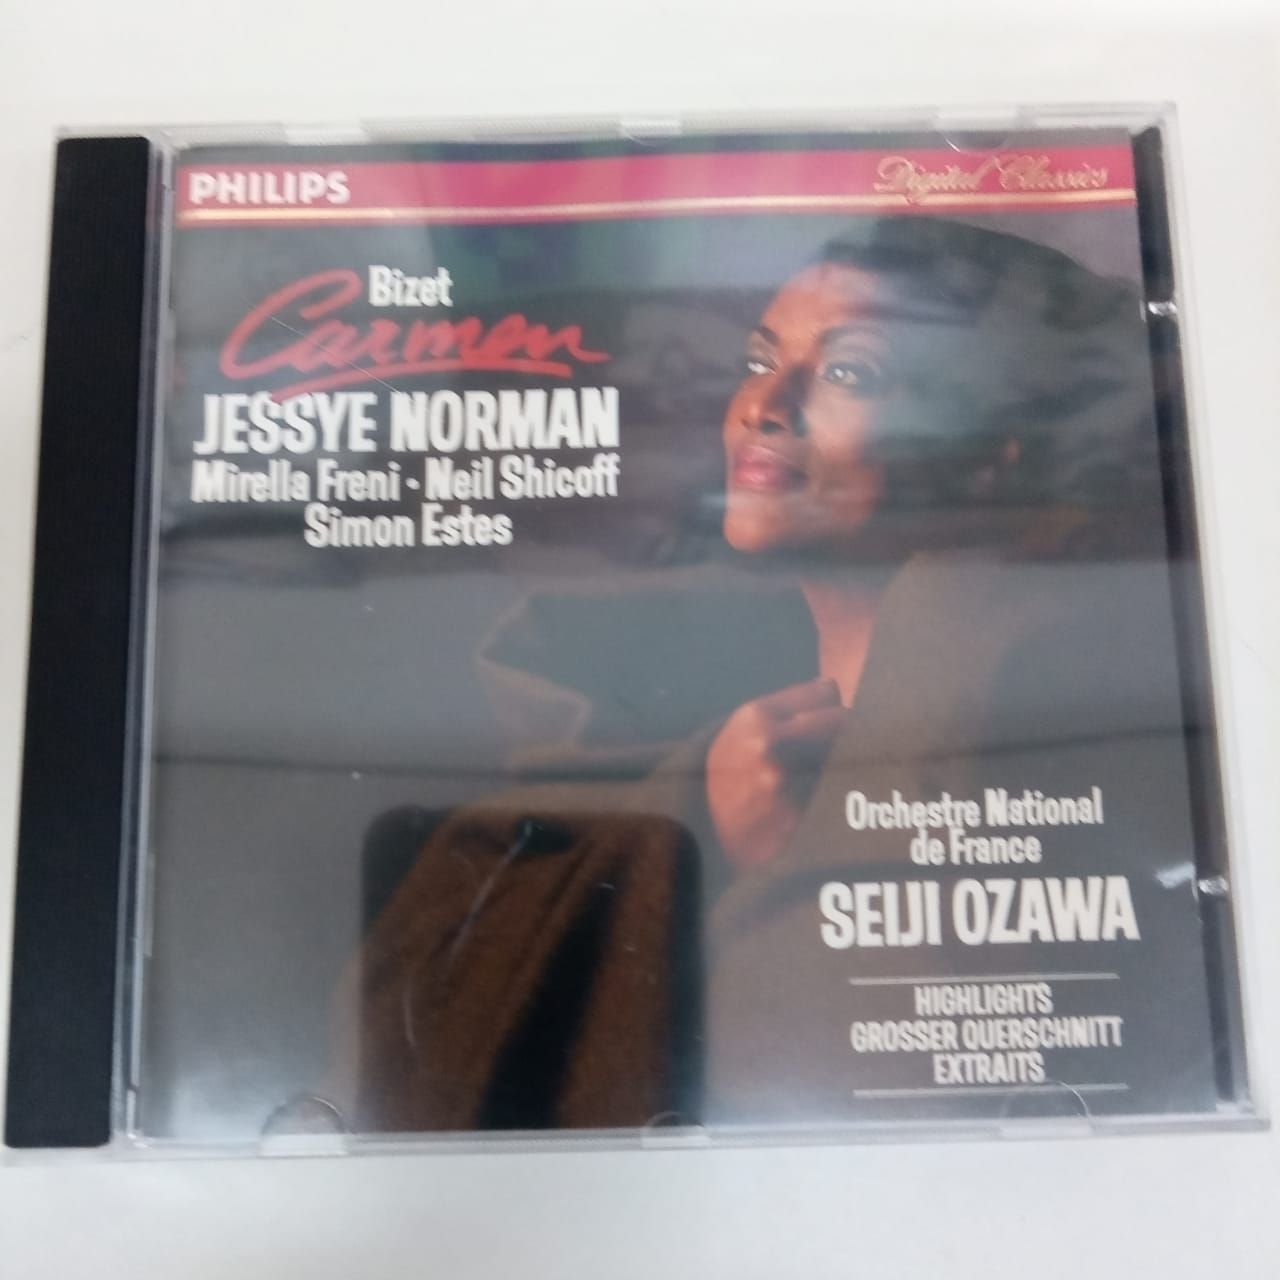 PHILIPS
Digital Classics
Bizet
Carmen
JESSYE NORMAN
Mirella Freni · Neil Shicoff
Simon Estes
Orchestre National
de France
SEIJI OZAWA
HIGHLIGHTS
GROSSER QUERSCHNITT
EXTRAITS